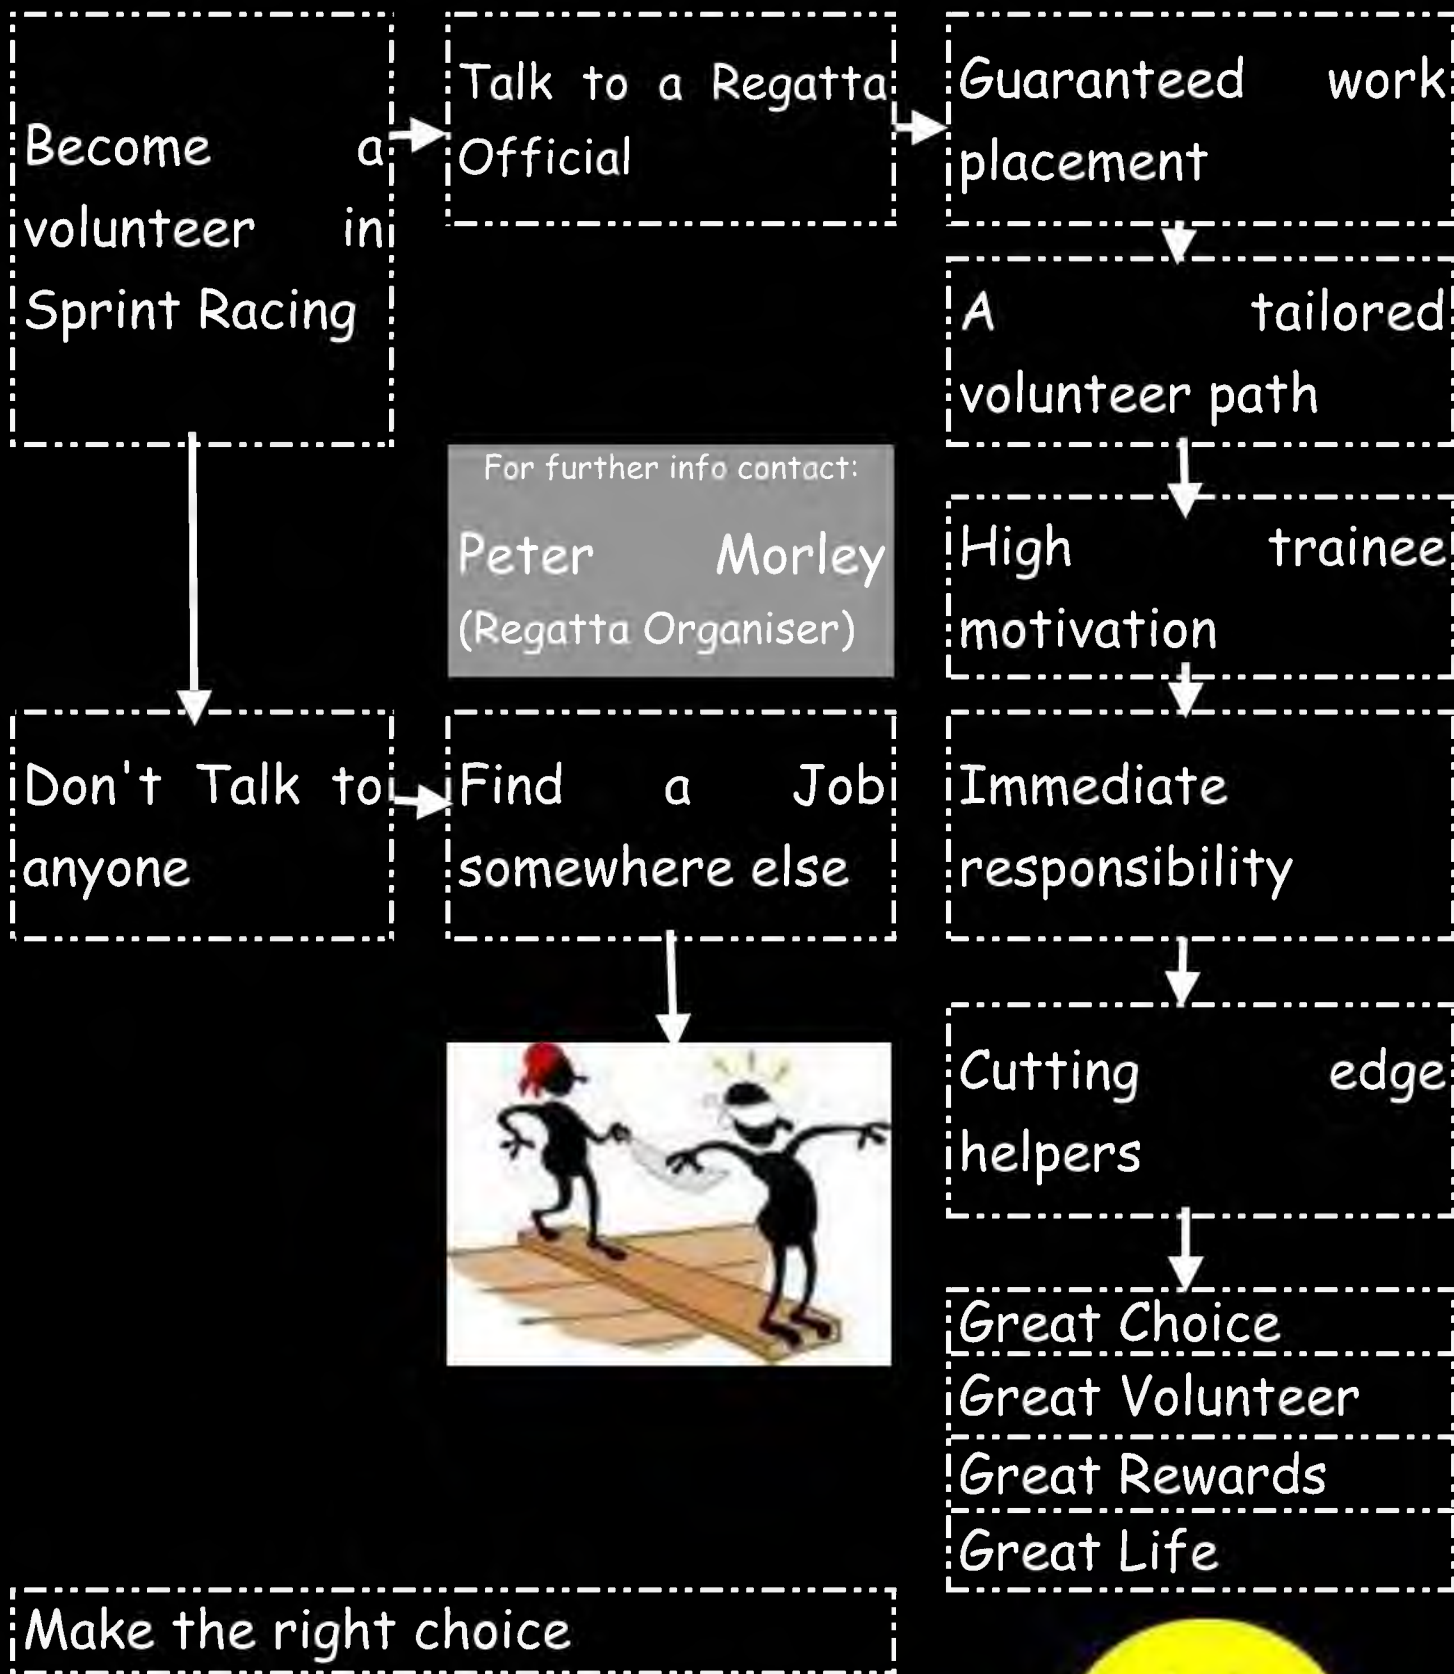 Become a
volunteer in
Sprint Racing
Talk to a Regatta
Official
Guaranteed work
placement
A tailored
volunteer path
For further info contact:
Peter Morley
(Regatta Organiser)
High trainee
motivation
Don't Talk to
anyone
Find a Job
somewhere else
Immediate
responsibility
Cutting edge
helpers
Great Choice
Great Volunteer
Great Rewards
Great Life
Make the right choice